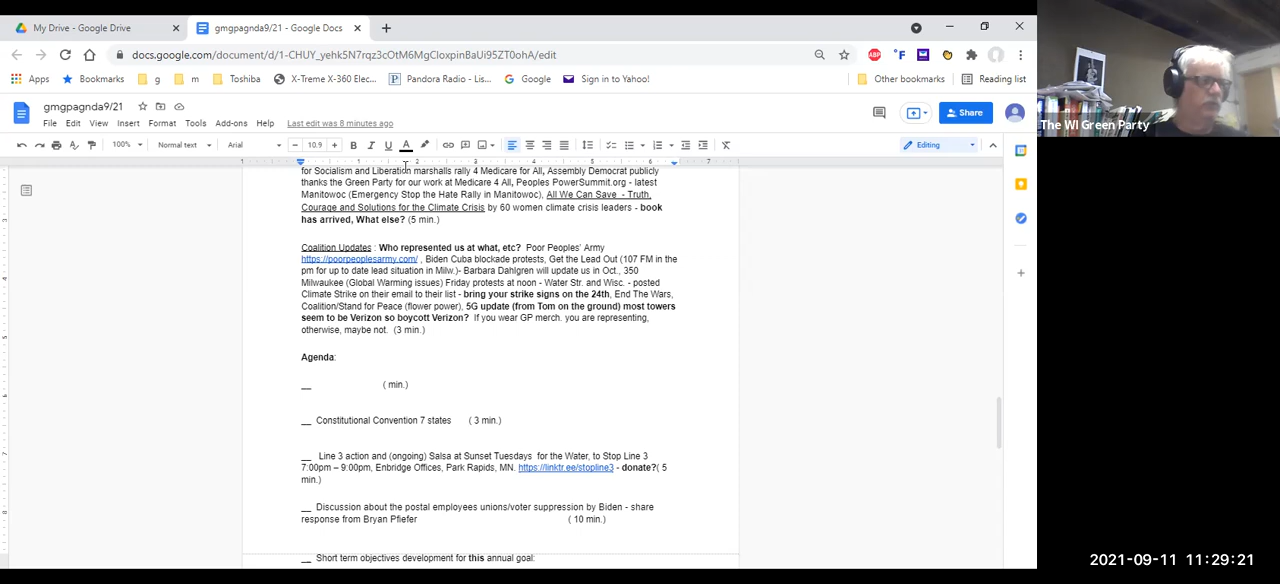 My Drive - Google Drive
gmgpagnda9/21 - Google Docs
docs.google.com/document/d/1-CHUY_yehk5N7rqz3cOtM6MgCloxpinBaUi95ZT0ohA/edit
ABP
°F
Apps
Bookmarks
g
m
Toshiba
X-Treme X-360 Elec...
Pandora Radio - Lis...
Google
Sign in to Yahoo!
Other bookmarks
Reading list
gmgpagnda9/21
File Edit View Insert Format Tools Add-ons Help Last edit was 8 minutes ago
Share
100% Normal text Arial 10.9 B I U A Editing
1 1 2 3 4 5 6 7
for Socialism and Liberation marshalls rally 4 Medicare for All, Assembly Democrat publicly
thanks the Green Party for our work at Medicare 4 All, Peoples PowerSummit.org - latest
Manitowoc (Emergency Stop the Hate Rally in Manitowoc), All We Can Save - Truth,
Courage and Solutions for the Climate Crisis by 60 women climate crisis leaders - book
has arrived, What else? (5 min.)
Coalition Updates : Who represented us at what, etc? Poor Peoples' Army
https://poorpeoplesarmy.com/ , Biden Cuba blockade protests, Get the Lead Out (107 FM in the
pm for up to date lead situation in Milw.)- Barbara Dahlgren will update us in Oct., 350
Milwaukee (Global Warming issues) Friday protests at noon - Water Str. and Wisc. - posted
Climate Strike on their email to their list - bring your strike signs on the 24th, End The Wars,
Coalition/Stand for Peace (flower power), 5G update (from Tom on the ground) most towers
seem to be Verizon so boycott Verizon? If you wear GP merch. you are representing,
otherwise, maybe not. (3 min.)
Agenda:
__ ( min.)
__ Constitutional Convention 7 states ( 3 min.)
__ Line 3 action and (ongoing) Salsa at Sunset Tuesdays for the Water, to Stop Line 3
7:00pm – 9:00pm, Enbridge Offices, Park Rapids, MN. https://linktr.ee/stopline3 - donate?( 5
min.)
__ Discussion about the postal employees unions/voter suppression by Biden - share
response from Bryan Pfiefer ( 10 min.)
__ Short term objectives development for this annual goal:
The WI Green Party
2021-09-11 11:29:21